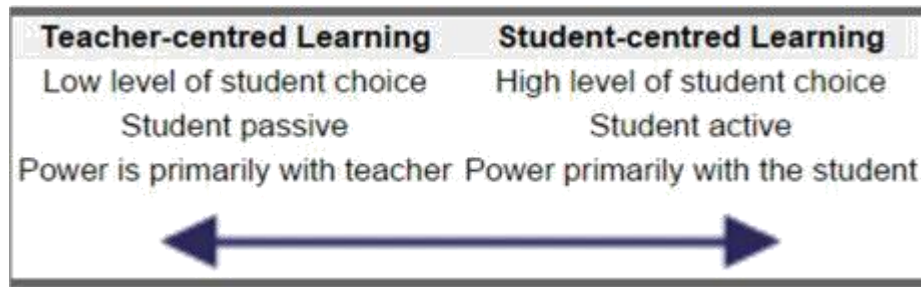 Teacher-centred Learning Student-centred Learning
Low level of student choice High level of student choice
Student passive Student active
Power is primarily with teacher Power primarily with the student